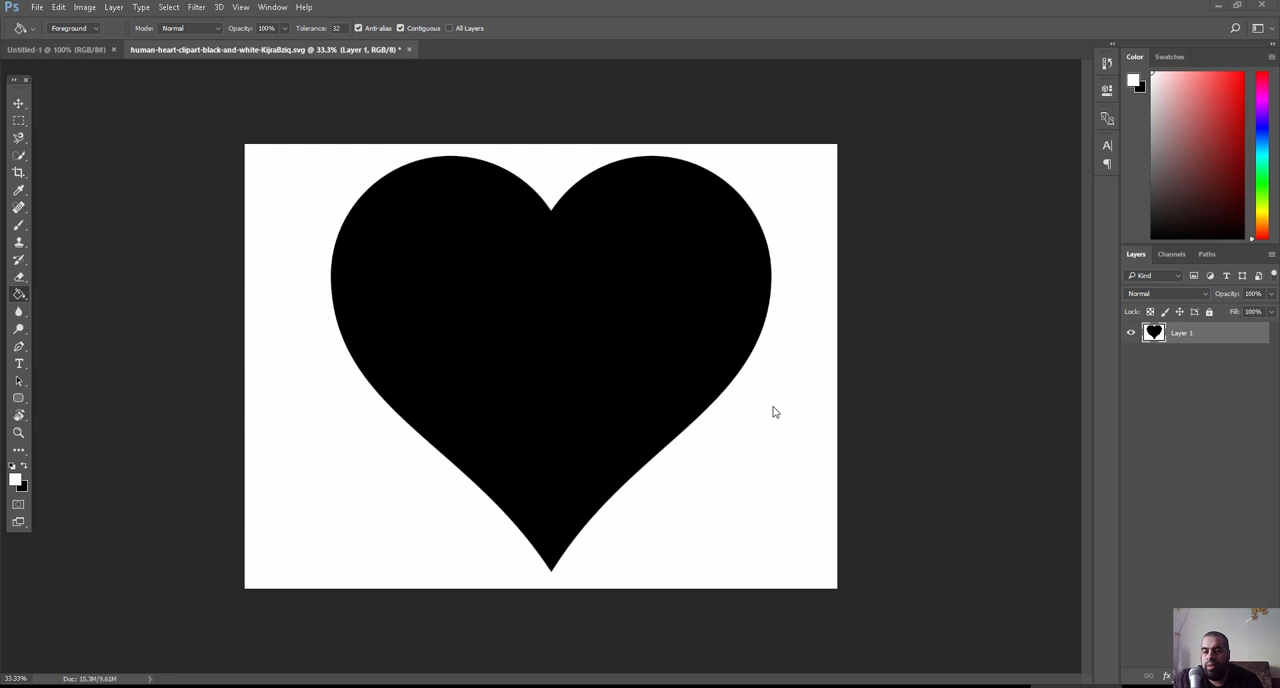 Ps File Edit Image Layer Type Select Filter 3D View Window Help
Foreground Mode: Normal Opacity: 100% Tolerance: 32 Anti-alias Contiguous All Layers
Untitled-1 @ 100% (RGB/8#) × human-heart-clipart-black-and-white-KijraBziq.svg @ 33.3% (Layer 1, RGB/8) * ×
Color Swatches
Layers Channels Paths
Kind
Normal Opacity: 100%
Lock: Fill: 100%
Layer 1
33.33% Doc: 15.3M/9.61M
fx